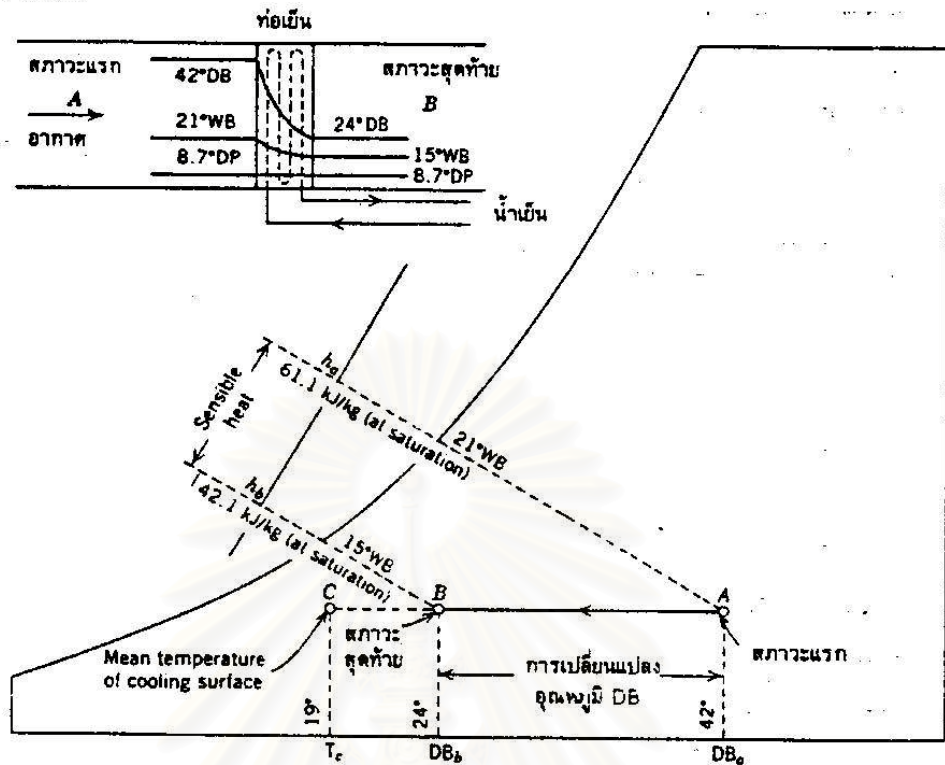 ท่อเย็น
สภาวะแรก
42°DB
สภาวะสุดท้าย
A
B
อากาศ
21°WB
24°DB
8.7°DP
15°WB
8.7°DP
น้ำเย็น
Sensible
heat
ha
61.1 kJ/kg (at saturation)
21°WB
hb
42.1 kJ/kg (at saturation)
15°WB
C
B
A
สภาวะ
สุดท้าย
สภาวะแรก
Mean temperature
of cooling surface
การเปลี่ยนแปลง
อุณหภูมิ DB
19°
24°
42°
Tc
DBb
DBa